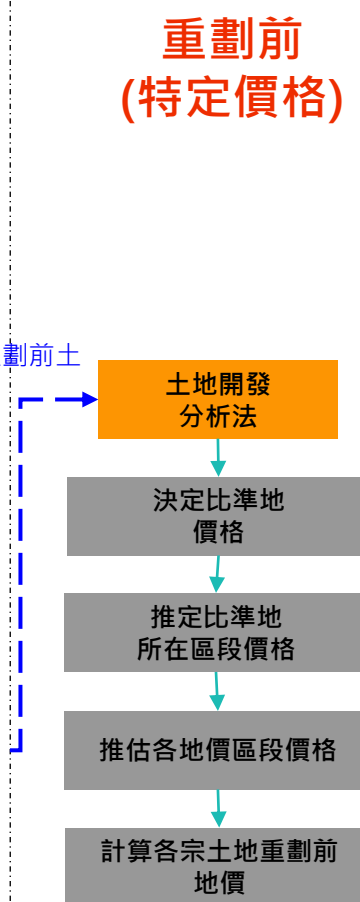 重劃前
(特定價格)
劃前土
土地開發
分析法
決定比準地
價格
推定比準地
所在區段價格
推估各地價區段價格
計算各宗土地重劃前
地價